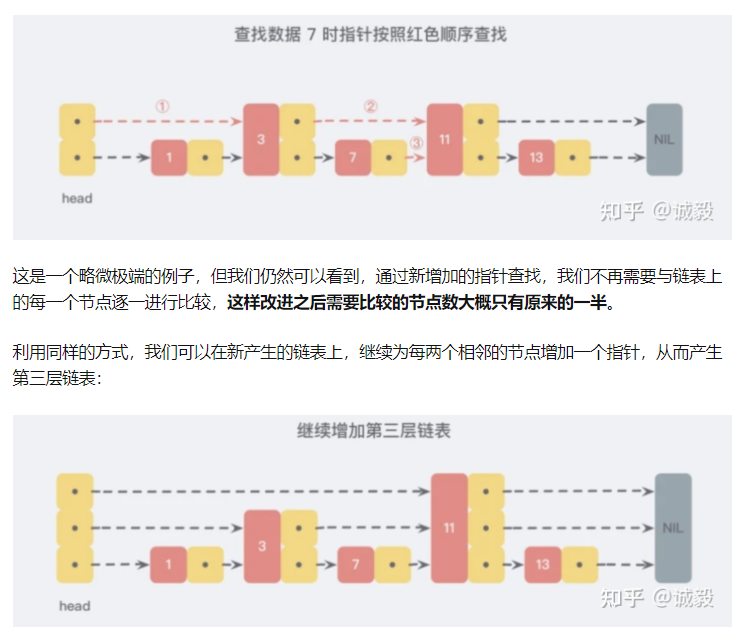 查找数据 7 时指针按照红色顺序查找
① ②
3 11 NIL
③
1 7 13
head
知乎 @诚毅
这是一个略微极端的例子，但我们仍然可以看到，通过新增加的指针查找，我们不再需要与链表上
的每一个节点逐一进行比较，这样改进之后需要比较的节点数大概只有原来的一半。
利用同样的方式，我们可以在新产生的链表上，继续为每两个相邻的节点增加一个指针，从而产生
第三层链表：
继续增加第三层链表
11 NIL
3
1 7 13
head
知乎 @诚毅